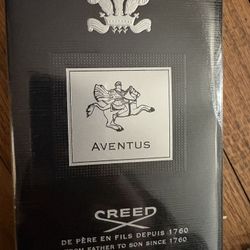 AVENTUS
CREED
DE PÈRE EN FILS DEPUIS 1760
FROM FATHER TO SON SINCE 1760